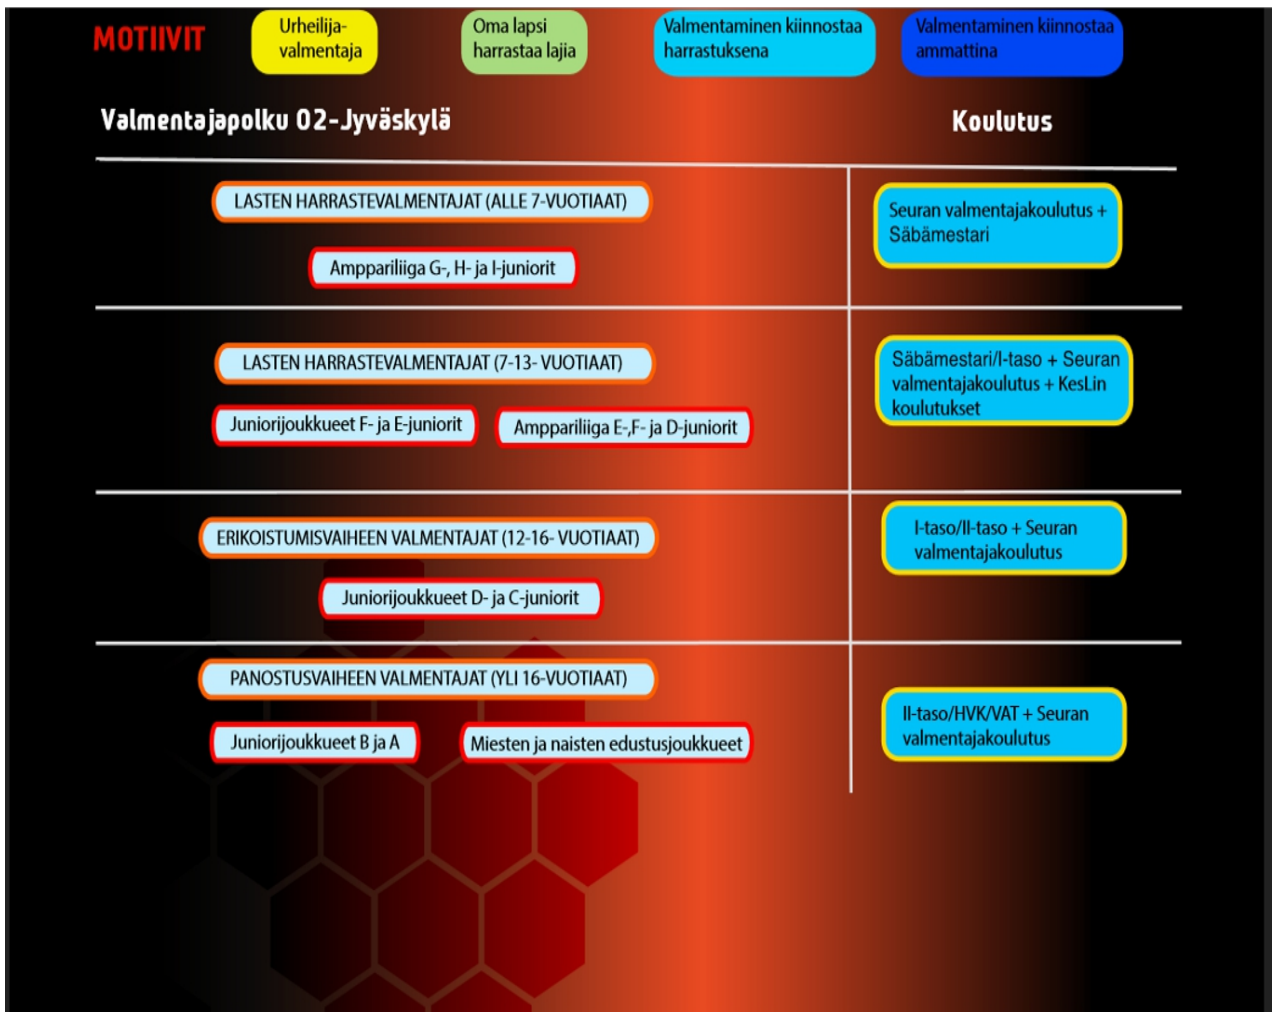 MOTIIVIT
Urheilija-
valmentaja
Oma lapsi
harrastaa lajia
Valmentaminen kiinnostaa
harrastuksena
Valmentaminen kiinnostaa
ammattina
Valmentajapolku O2-Jyväskylä
Koulutus
LASTEN HARRASTEVALMENTAJAT (ALLE 7-VUOTIAAT)
Amppariliiga G-, H- ja I-juniorit
Seuran valmentajakoulutus +
Säbämestari
LASTEN HARRASTEVALMENTAJAT (7-13- VUOTIAAT)
Juniorijoukkueet F- ja E-juniorit
Amppariliiga E-,F- ja D-juniorit
Säbämestari/I-taso + Seuran
valmentajakoulutus + KesLin
koulutukset
ERIKOISTUMISVAIHEEN VALMENTAJAT (12-16- VUOTIAAT)
Juniorijoukkueet D- ja C-juniorit
I-taso/II-taso + Seuran
valmentajakoulutus
PANOSTUSVAIHEEN VALMENTAJAT (YLI 16-VUOTIAAT)
Juniorijoukkueet B ja A
Miesten ja naisten edustusjoukkueet
II-taso/HVK/VAT + Seuran
valmentajakoulutus